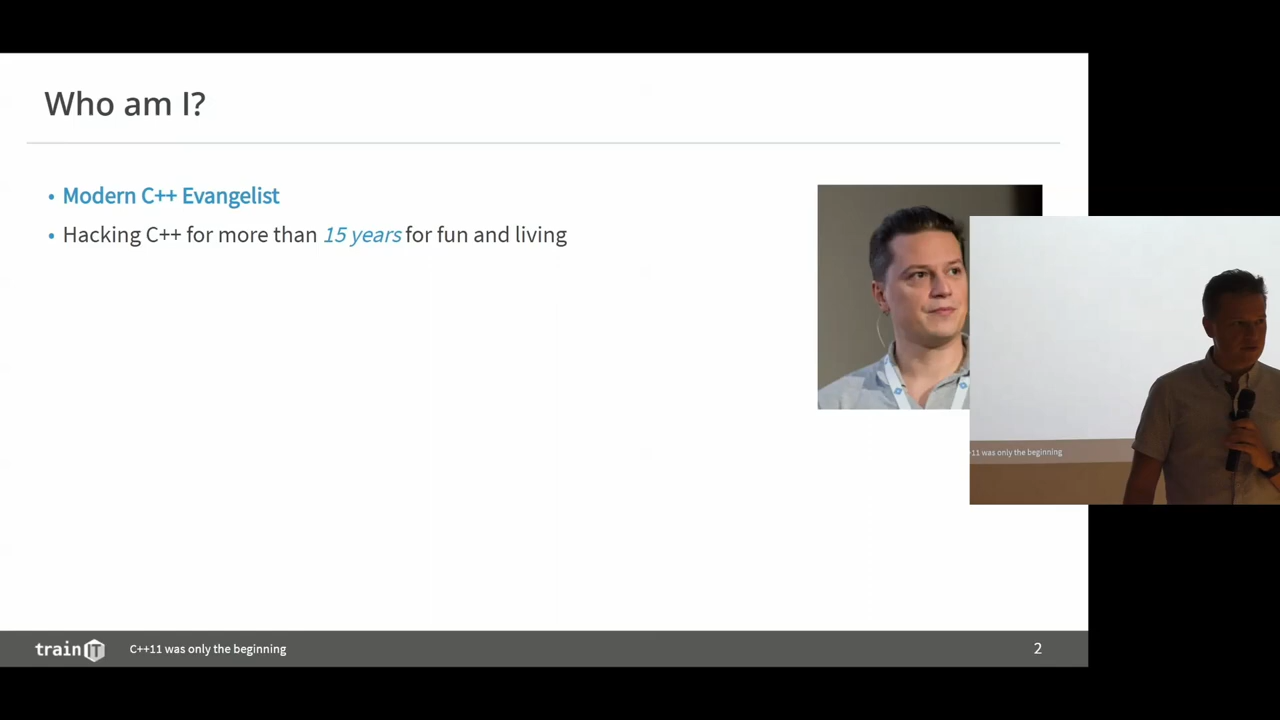 Who am I?
• Modern C++ Evangelist
• Hacking C++ for more than 15 years for fun and living
11 was only the beginning
train IT
C++11 was only the beginning
2